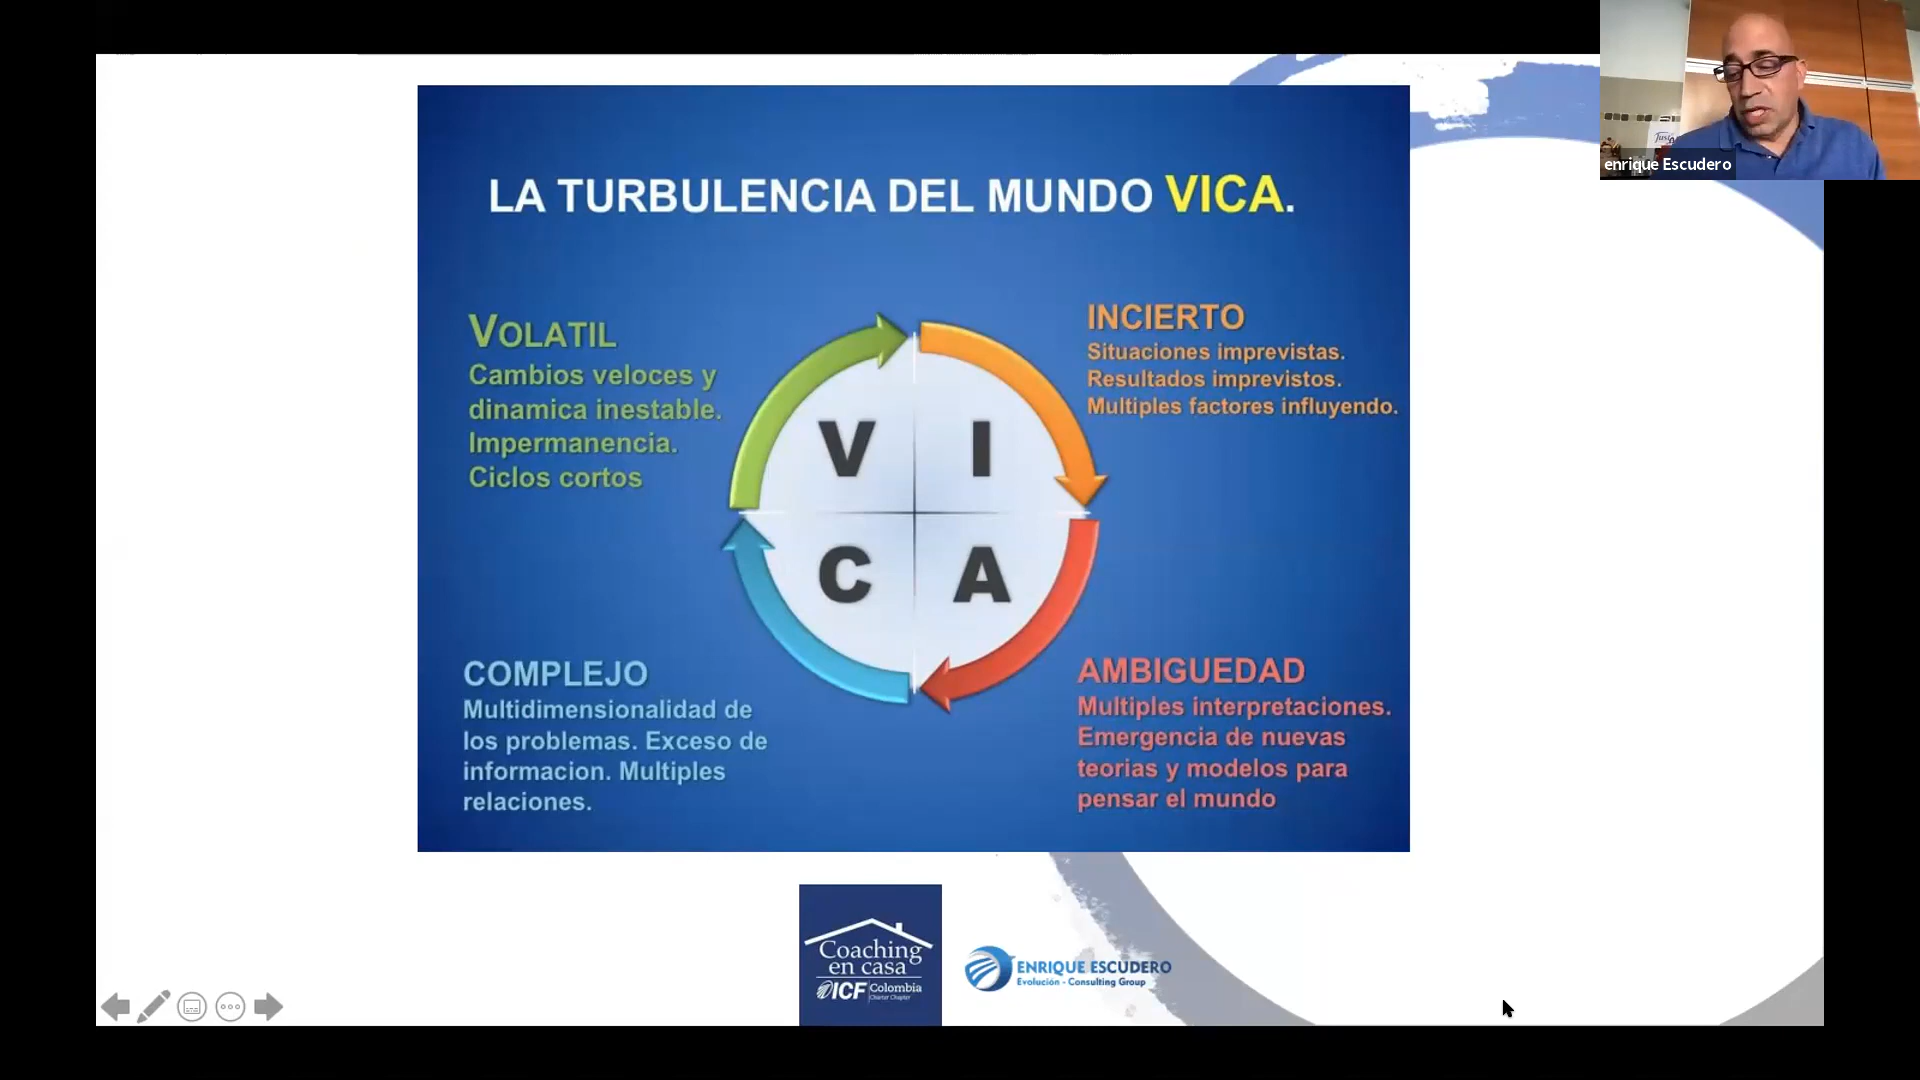 LA TURBULENCIA DEL MUNDO VICA.
VOLATIL
Cambios veloces y
dinamica inestable.
Impermanencia.
Ciclos cortos
INCIERTO
Situaciones imprevistas.
Resultados imprevistos.
Multiples factores influyendo.
V I
C A
COMPLEJO
Multidimensionalidad de
los problemas. Exceso de
informacion. Multiples
relaciones.
AMBIGUEDAD
Multiples interpretaciones.
Emergencia de nuevas
teorias y modelos para
pensar el mundo
Coaching
en casa
ICF Colombia
Charter Chapter
ENRIQUE ESCUDERO
Evolución - Consulting Group
enrique Escudero